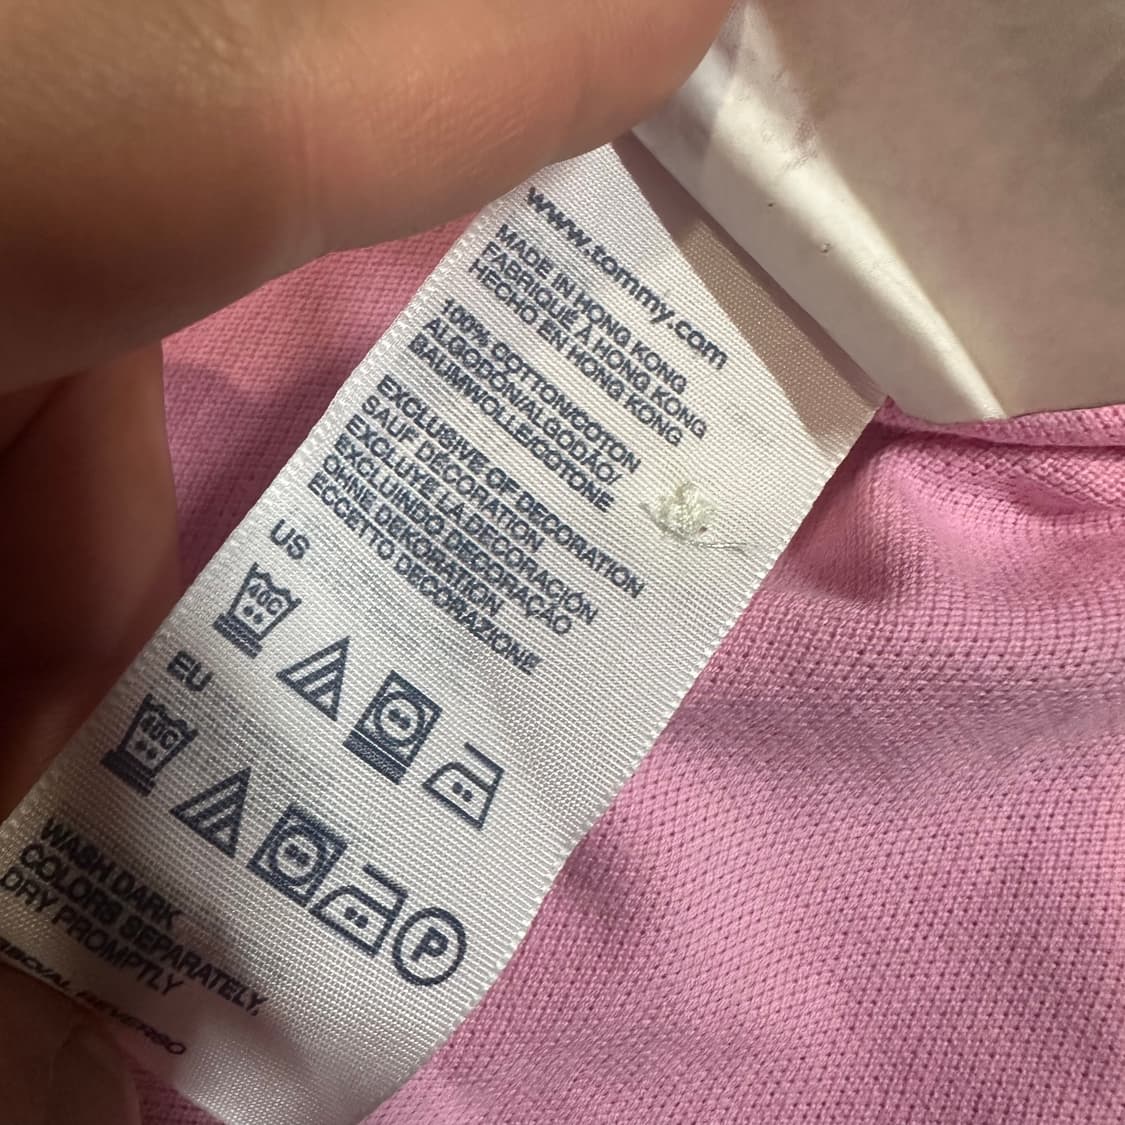 www.tommy.com
MADE IN HONG KONG
FABRIQUÉ À HONG KONG
HECHO EN HONG KONG
100% COTTON/COTON
ALGODÓN/ALGODÃO/
BAUMWOLLE/COTONE
EXCLUSIVE OF DECORATION
SAUF DÉCORATION
EXCLUYE LA DECORACIÓN
EXCLUINDO DECORAÇÃO
OHNE DEKORATION
ECCETTO DECORAZIONE
US
40C
EU
40C
P
WASH DARK
COLORS SEPARATELY,
DRY PROMPTLY
REVERSO